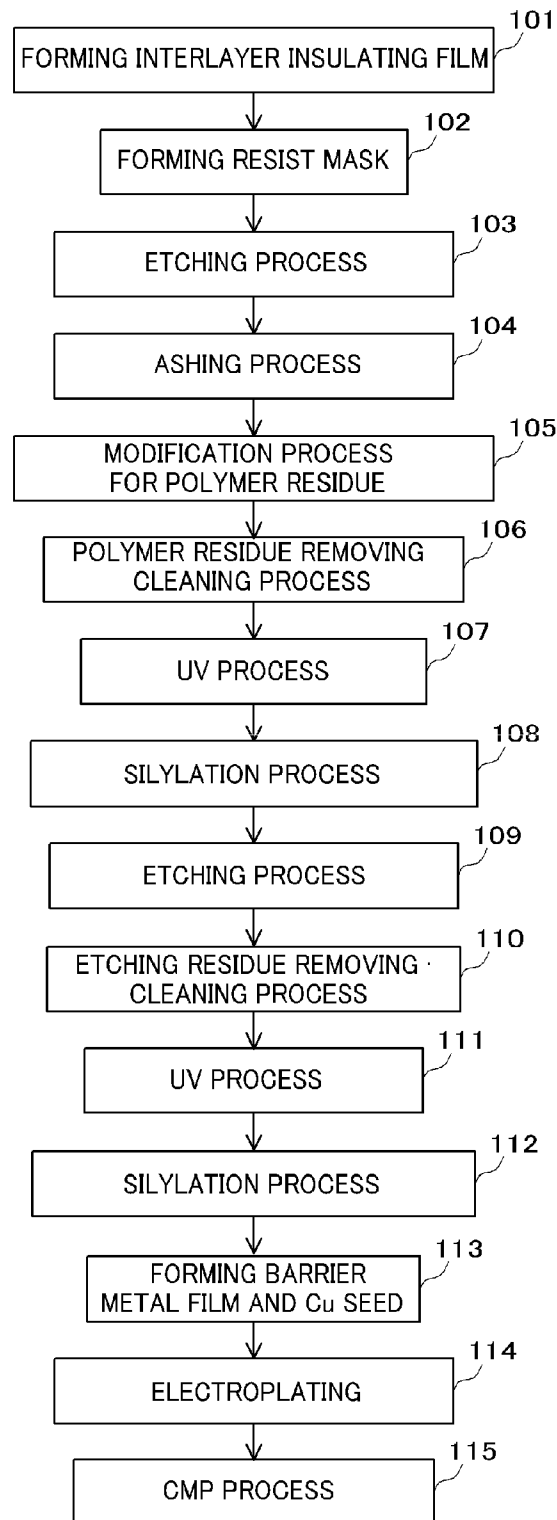 101
FORMING INTERLAYER INSULATING FILM
102
FORMING RESIST MASK
103
ETCHING PROCESS
104
ASHING PROCESS
105
MODIFICATION PROCESS
FOR POLYMER RESIDUE
106
POLYMER RESIDUE REMOVING
CLEANING PROCESS
107
UV PROCESS
108
SILYLATION PROCESS
109
ETCHING PROCESS
110
ETCHING RESIDUE REMOVING
CLEANING PROCESS
111
UV PROCESS
112
SILYLATION PROCESS
113
FORMING BARRIER
METAL FILM AND Cu SEED
114
ELECTROPLATING
115
CMP PROCESS